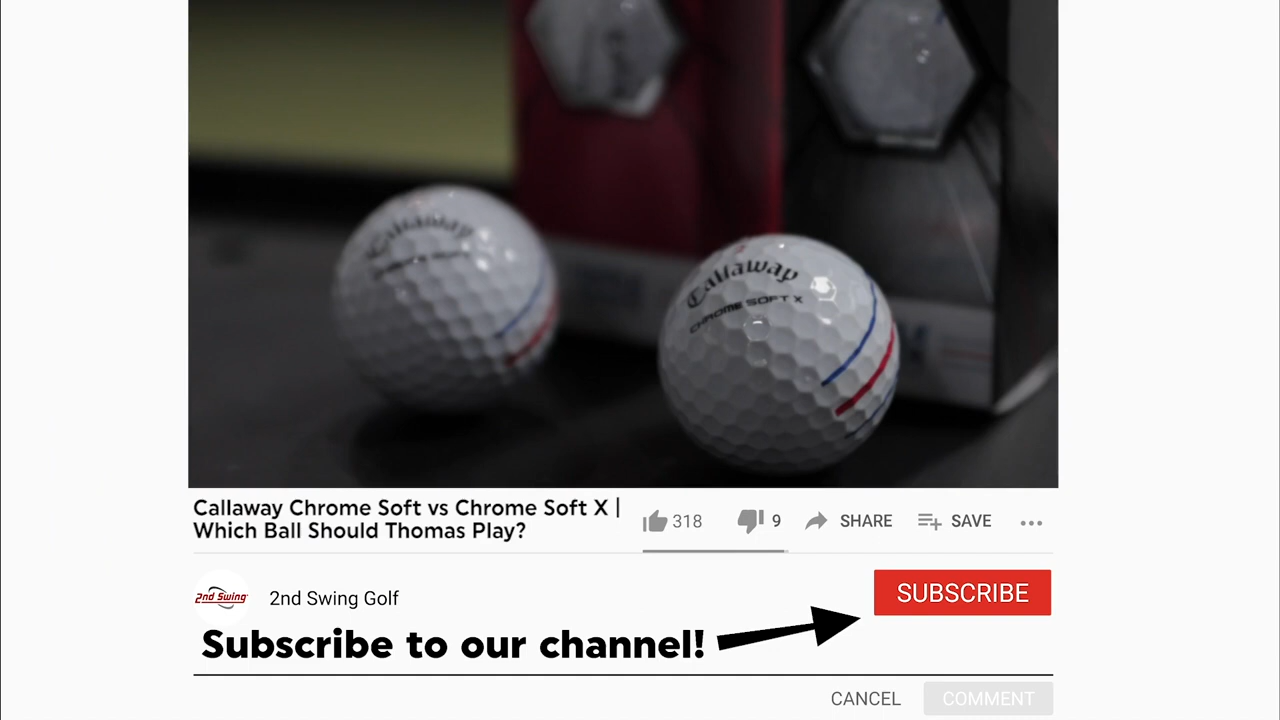 Callaway
Callaway
CHROME SOFT X
Callaway Chrome Soft vs Chrome Soft X |
Which Ball Should Thomas Play?
318
9
SHARE
SAVE
2nd Swing
2nd Swing Golf
SUBSCRIBE
Subscribe to our channel!
CANCEL
COMMENT